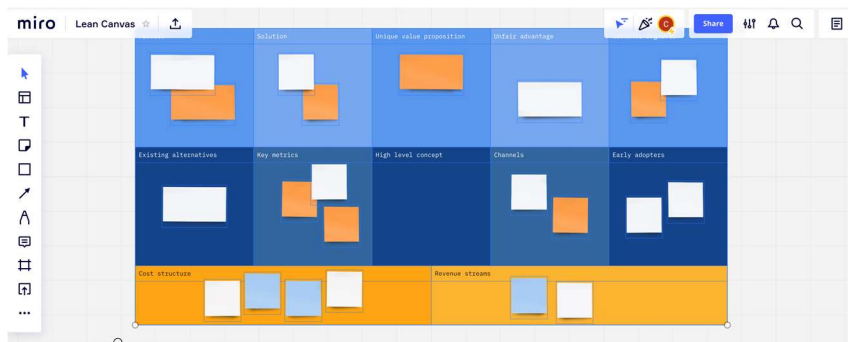 miro
Lean Canvas
C
Share
Solution
Unique value proposition
Unfair advantage
Existing alternatives
Key metrics
High level concept
Channels
Early adopters
Cost structure
Revenue streams